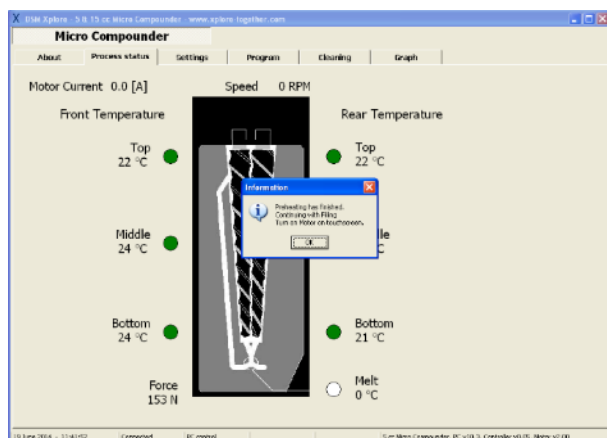 DSM Xplore - 5 & 15 cc Micro Compounder - www.xplore-together.com
Micro Compounder
About Process status Settings Program Cleaning Graph
Motor Current 0.0 [A] Speed 0 RPM
Front Temperature Rear Temperature
Top Top
22 °C 22 °C
Information
Preheating has finished.
Continuing with Filling
Turn on Motor on touchscreen.
OK
Middle
24 °C
Bottom Bottom
24 °C 21 °C
Force Melt
153 N 0 °C
Connected PC control